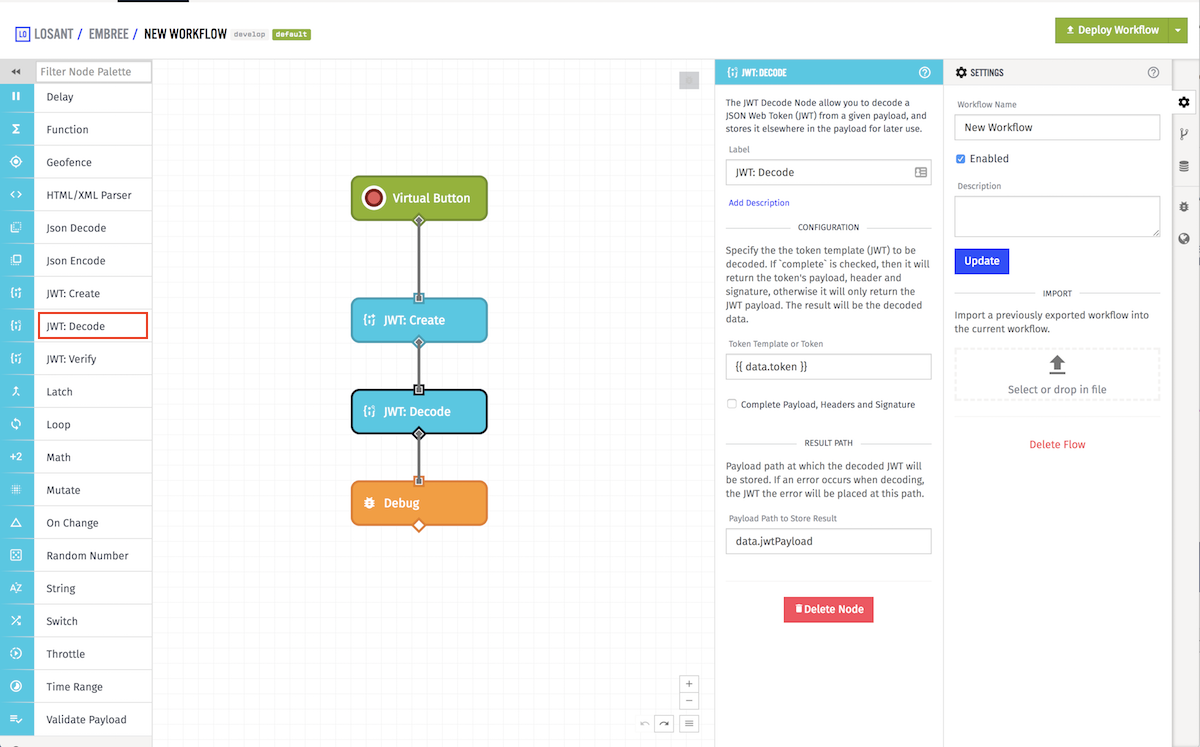 LO LOSANT / EMBREE / NEW WORKFLOW develop default
Deploy Workflow
Filter Node Palette
Delay
Function
Geofence
HTML/XML Parser
Json Decode
Json Encode
JWT: Create
JWT: Decode
JWT: Verify
Latch
Loop
+2 Math
Mutate
On Change
Random Number
String
Switch
Throttle
Time Range
Validate Payload
Virtual Button
JWT: Create
JWT: Decode
Debug
JWT: DECODE
The JWT Decode Node allow you to decode a
JSON Web Token (JWT) from a given payload, and
stores it elsewhere in the payload for later use.
Label
JWT: Decode
Add Description
CONFIGURATION
Specify the the token template (JWT) to be
decoded. If `complete` is checked, then it will
return the token's payload, header and
signature, otherwise it will only return the
JWT payload. The result will be the decoded
data.
Token Template or Token
{{ data.token }}
Complete Payload, Headers and Signature
RESULT PATH
Payload path at which the decoded JWT will
be stored. If an error occurs when decoding,
the JWT the error will be placed at this path.
Payload Path to Store Result
data.jwtPayload
Delete Node
SETTINGS
Workflow Name
New Workflow
Enabled
Description
Update
IMPORT
Import a previously exported workflow into
the current workflow.
Select or drop in file
Delete Flow